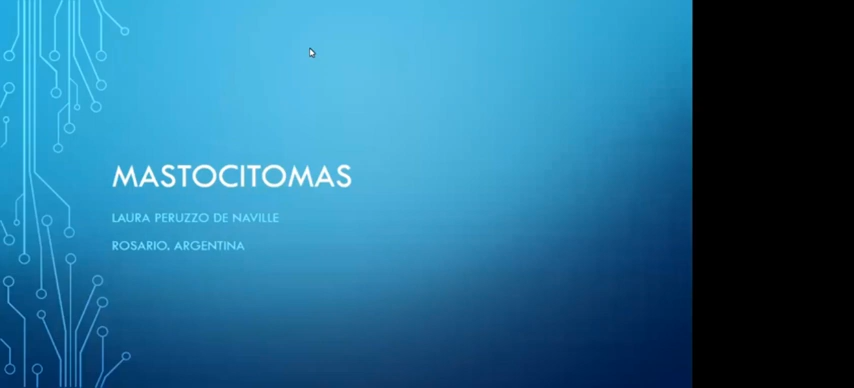 MASTOCITOMAS
LAURA PERUZZO DE NAVILLE
ROSARIO, ARGENTINA